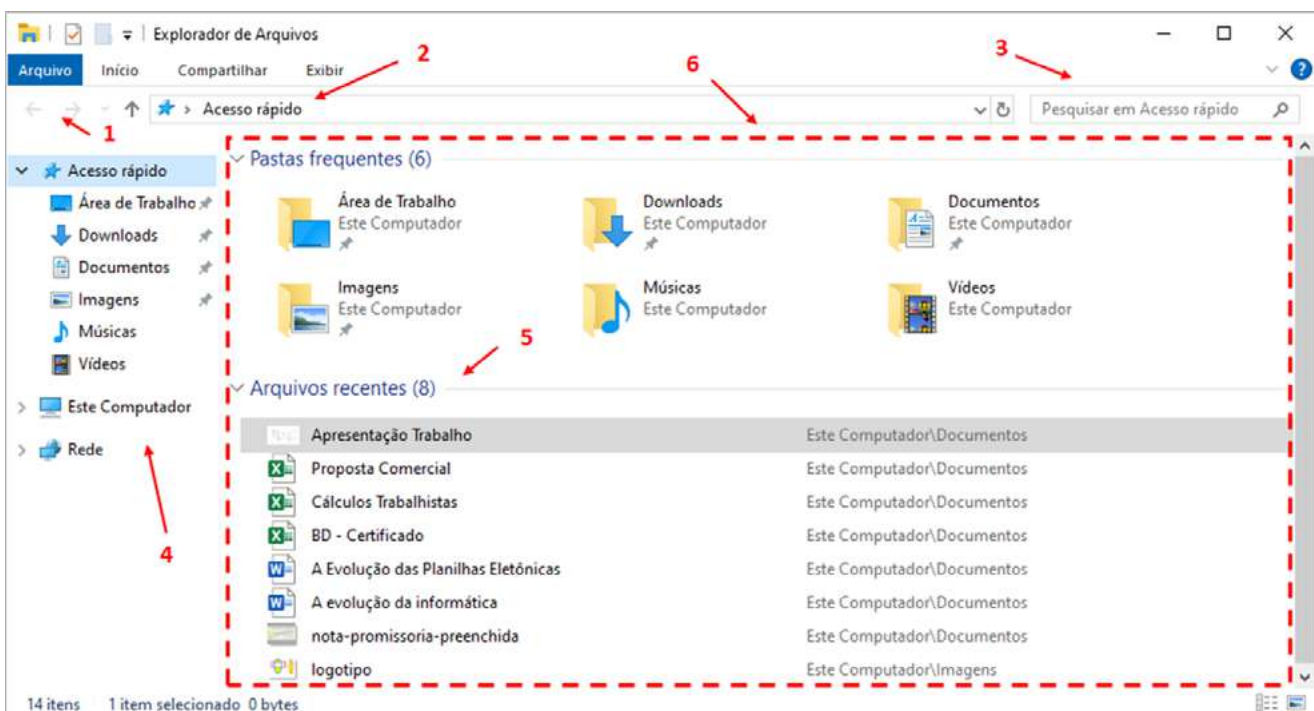 Explorador de Arquivos
2
3
6
Arquivo Início Compartilhar Exibir
Acesso rápido
Pesquisar em Acesso rápido
1
Acesso rápido
Área de Trabalho
Downloads
Documentos
Imagens
Músicas
Vídeos
Este Computador
Rede
4
Pastas frequentes (6)
Área de Trabalho
Este Computador
Downloads
Este Computador
Documentos
Este Computador
Imagens
Este Computador
Músicas
Este Computador
Vídeos
Este Computador
5
Arquivos recentes (8)
Apresentação Trabalho Este Computador\Documentos
Proposta Comercial Este Computador\Documentos
Cálculos Trabalhistas Este Computador\Documentos
BD - Certificado Este Computador\Documentos
A Evolução das Planilhas Eletônicas Este Computador\Documentos
A evolução da informática Este Computador\Documentos
nota-promissoria-preenchida Este Computador\Documentos
logotipo Este Computador\Imagens
14 itens 1 item selecionado 0 bytes